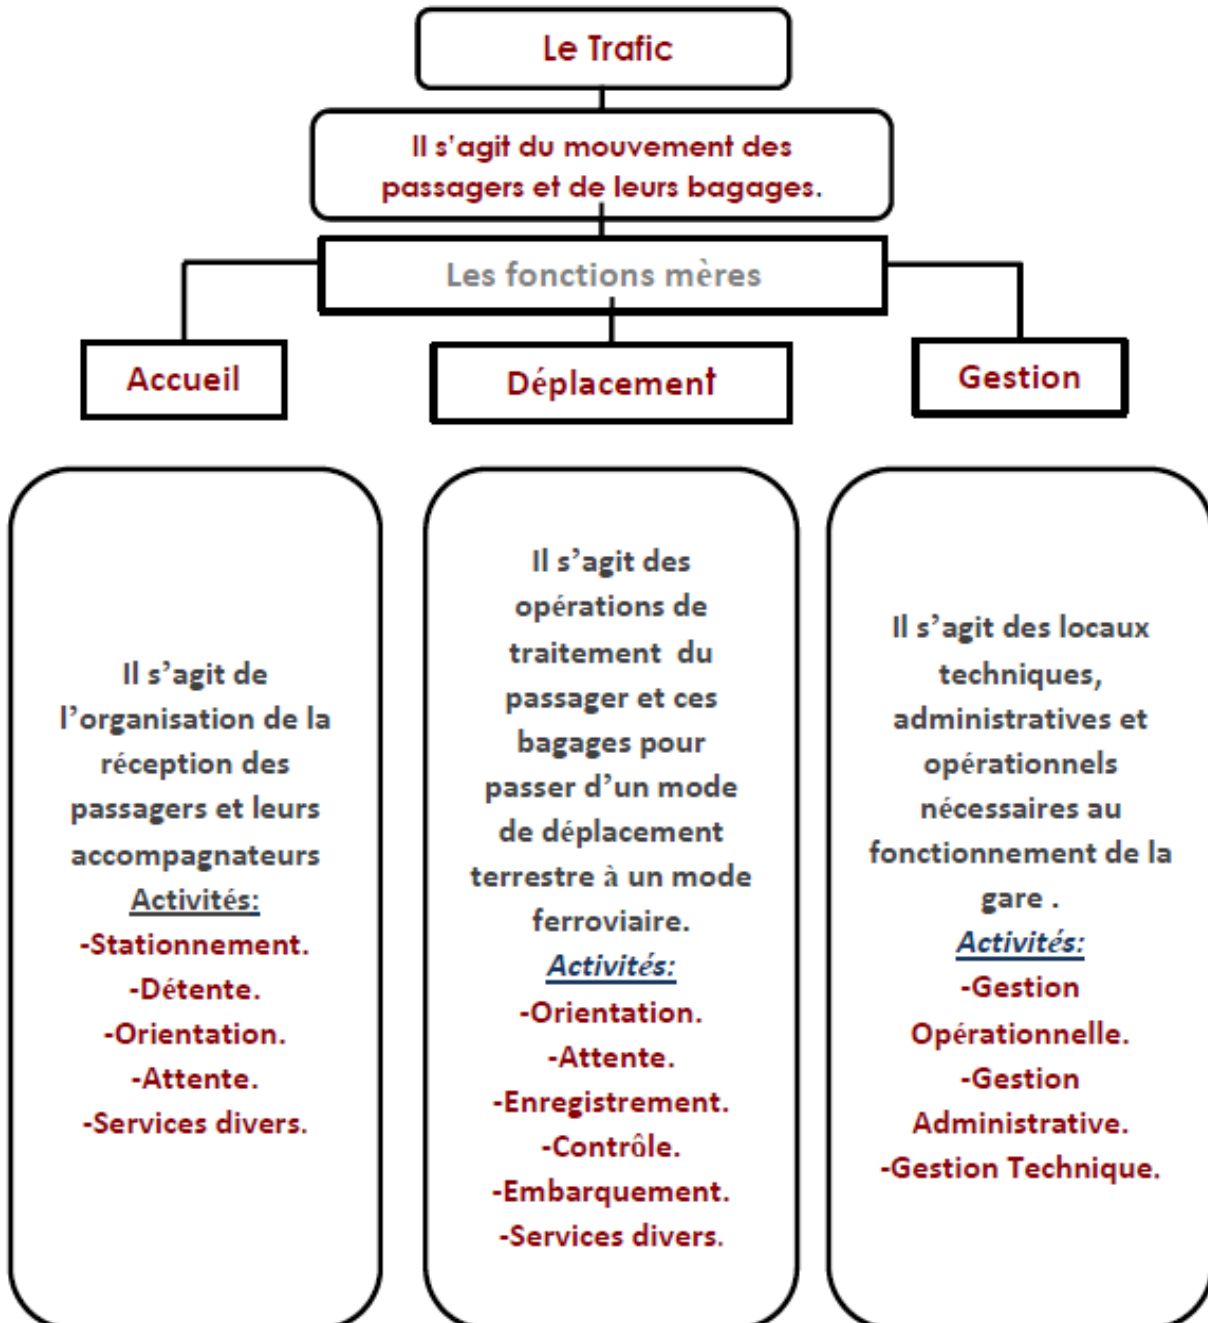 Le Trafic
Il s'agit du mouvement des
passagers et de leurs bagages.
Les fonctions mères
Accueil
Déplacement
Gestion
Il s'agit de
l'organisation de la
réception des
passagers et leurs
accompagnateurs
Activités:
-Stationnement.
-Détente.
-Orientation.
-Attente.
-Services divers.
Il s'agit des
opérations de
traitement du
passager et ces
bagages pour
passer d'un mode
de déplacement
terrestre à un mode
ferroviaire.
Activités:
-Orientation.
-Attente.
-Enregistrement.
-Contrôle.
-Embarquement.
-Services divers.
Il s'agit des locaux
techniques,
administratives et
opérationnels
nécessaires au
fonctionnement de la
gare .
Activités:
-Gestion
Opérationnelle.
-Gestion
Administrative.
-Gestion Technique.